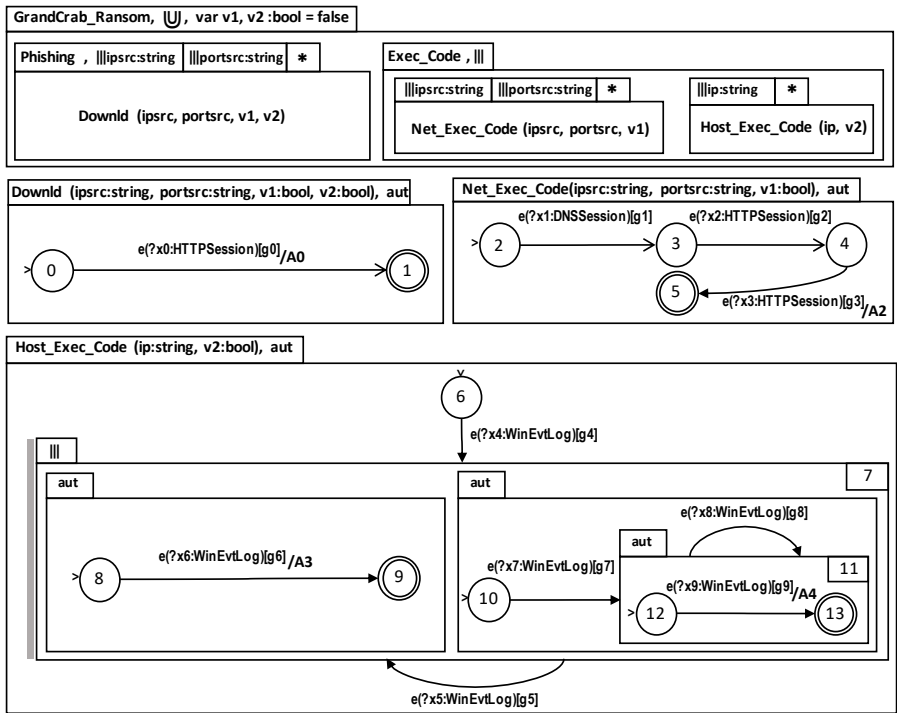 GrandCrab_Ransom, ⋓, var v1, v2 :bool = false
Phishing , |||ipsrc:string |||portsrc:string *
Downld (ipsrc, portsrc, v1, v2)
Exec_Code , |||
|||ipsrc:string |||portsrc:string *
Net_Exec_Code (ipsrc, portsrc, v1)
|||ip:string *
Host_Exec_Code (ip, v2)
Downld (ipsrc:string, portsrc:string, v1:bool, v2:bool), aut
> 0
e(?x0:HTTPSession)[g0]/A0
1
Net_Exec_Code(ipsrc:string, portsrc:string, v1:bool), aut
e(?x1:DNSSession)[g1]
e(?x2:HTTPSession)[g2]
> 2
3
4
5
e(?x3:HTTPSession)[g3]/A2
Host_Exec_Code (ip:string, v2:bool), aut
>
6
e(?x4:WinEvtLog)[g4]
|||
7
aut
e(?x6:WinEvtLog)[g6]/A3
> 8
9
aut
e(?x8:WinEvtLog)[g8]
aut
e(?x7:WinEvtLog)[g7]
11
> 10
e(?x9:WinEvtLog)[g9]/A4
> 12
13
e(?x5:WinEvtLog)[g5]